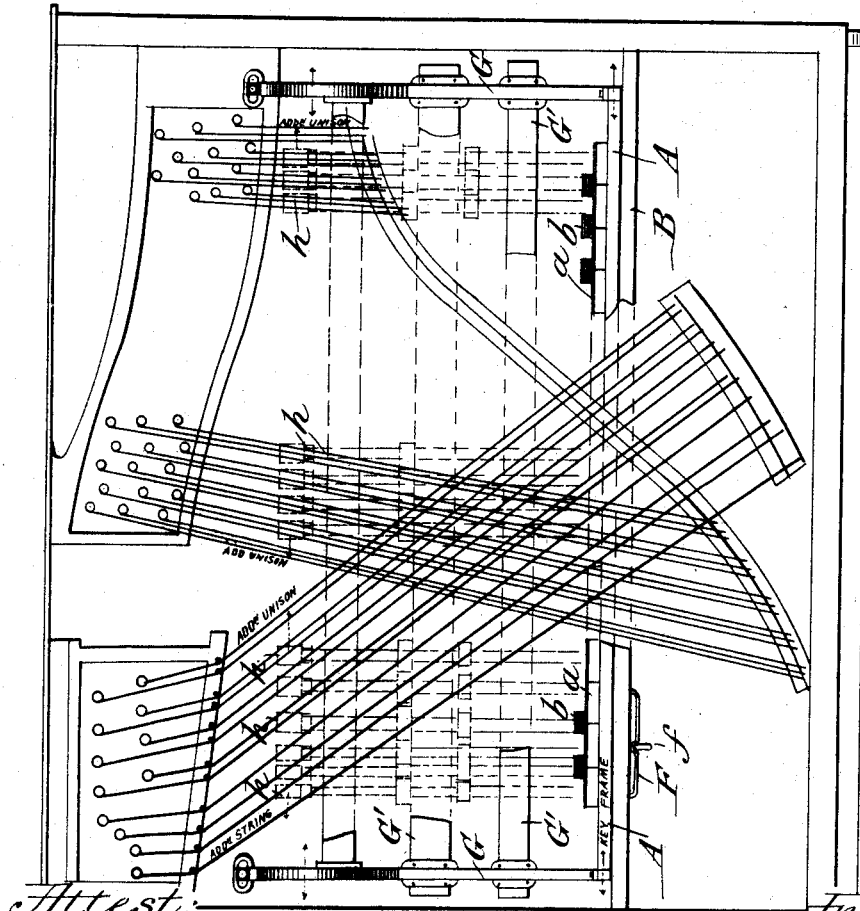 G
ADDL UNISON
G'
A
h
b
a
B
h
ADDL UNISON
ADDL UNISON
h
a
b
h
h
F f
ADDL STRING
G'
G'
KEY FRAME
A
G
Attest: